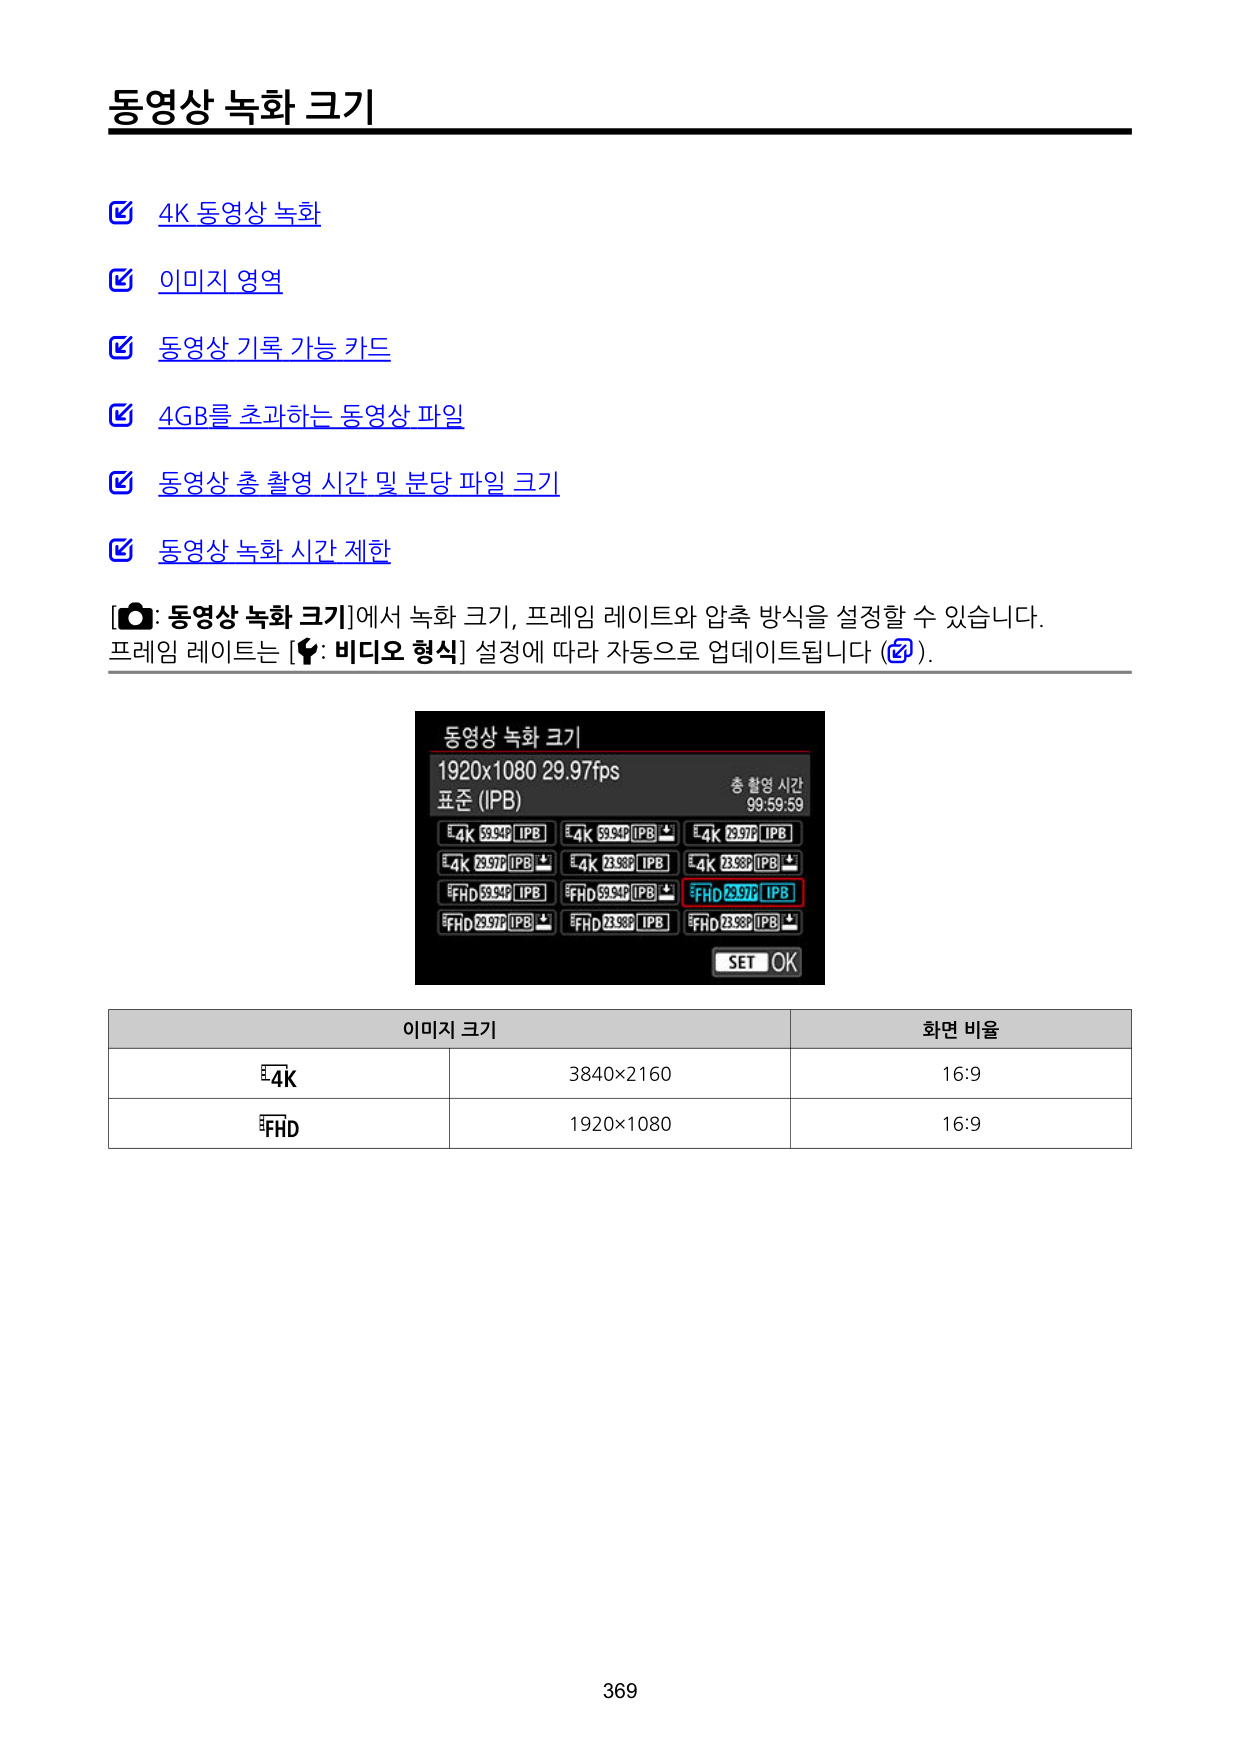 동영상 녹화 크기
4K 동영상 녹화
이미지 영역
동영상 기록 가능 카드
4GB를 초과하는 동영상 파일
동영상 총 촬영 시간 및 분당 파일 크기
동영상 녹화 시간 제한
[: 동영상 녹화 크기]에서 녹화 크기, 프레임 레이트와 압축 방식을 설정할 수 있습니다.
프레임 레이트는 [: 비디오 형식] 설정에 따라 자동으로 업데이트됩니다 ( ).
동영상 녹화 크기
1920x1080 29.97fps
총 촬영 시간
표준 (IPB)
99:59:59
4K 59.94P IPB 4K 59.94P IPB 4K 29.97P IPB
4K 29.97P IPB 4K 23.98P IPB 4K 23.98P IPB
FHD 59.94P IPB FHD 59.94P IPB FHD 29.97P IPB
FHD 29.97P IPB FHD 23.98P IPB FHD 23.98P IPB
SET OK
이미지 크기 화면 비율
4K 3840×2160 16:9
FHD 1920×1080 16:9
369